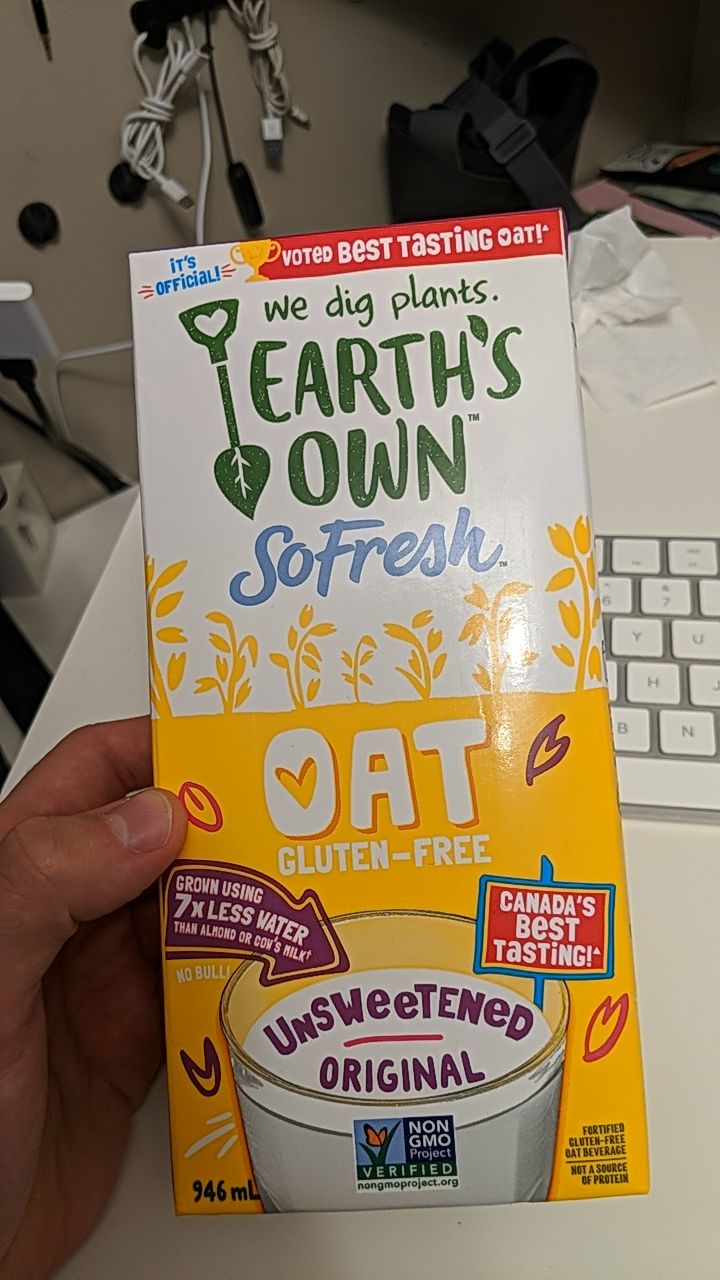 IT'S
OFFICIAL!
VOTED BEST TASTING OAT!^
we dig plants.
EARTH'S
OWN™
SoFresh™
OAT
GLUTEN-FREE
GROWN USING
7x LESS WATER
THAN ALMOND OR COW'S MILK†
NO BULL!
CANADA'S
BEST
TASTING!^
UNSWEETENED
ORIGINAL
NON
GMO
Project
VERIFIED
nongmoproject.org
FORTIFIED
GLUTEN-FREE
OAT BEVERAGE
NOT A SOURCE
OF PROTEIN
946 mL
6
& 7
Y U
H J
B N